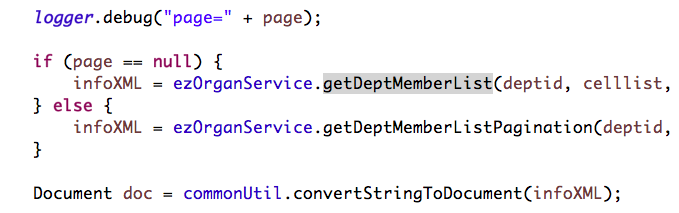 logger.debug("page=" + page);
if (page == null) {
infoXML = ezOrganService.getDeptMemberList(deptid, celllist,
} else {
infoXML = ezOrganService.getDeptMemberListPagination(deptid,
}
Document doc = commonUtil.convertStringToDocument(infoXML);